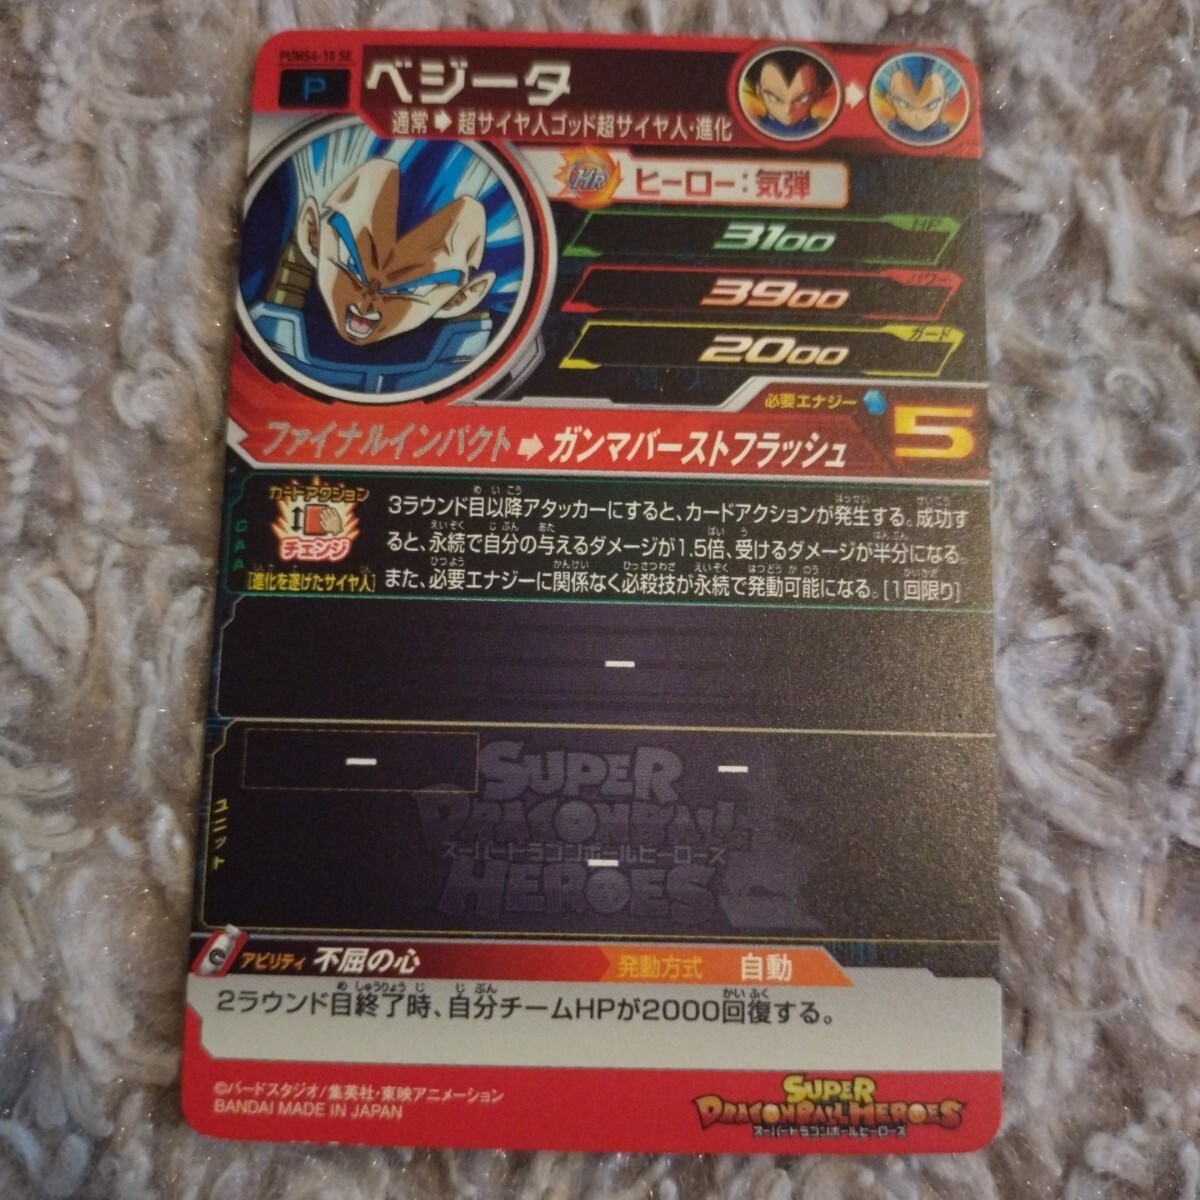 PUMS6-10 SE
P
ベジータ
通常➡超サイヤ人ゴッド超サイヤ人・進化
HR ヒーロー:気弾
HP
3100
パワー
3900
ガード
2000
必要エナジー 5
ファイナルインパクト➡ガンマバーストフラッシュ
CAA
カードアクション
チェンジ
[進化を遂げたサイヤ人]
3ラウンド目以降アタッカーにすると、カードアクションが発生する。成功す
ると、永続で自分の与えるダメージが1.5倍、受けるダメージが半分になる。
また、必要エナジーに関係なく必殺技が永続で発動可能になる。[1回限り]
ー
ユニット
ー ー
ー
SUPER
DRAGONBALL
スーパードラゴンボールヒーローズ
HEROES
アビリティ 不屈の心 発動方式 自動
2ラウンド目終了時、自分チームHPが2000回復する。
©バードスタジオ/集英社・東映アニメーション
BANDAI MADE IN JAPAN
SUPER
DRAGONBALL HEROES
スーパードラゴンボールヒーローズ